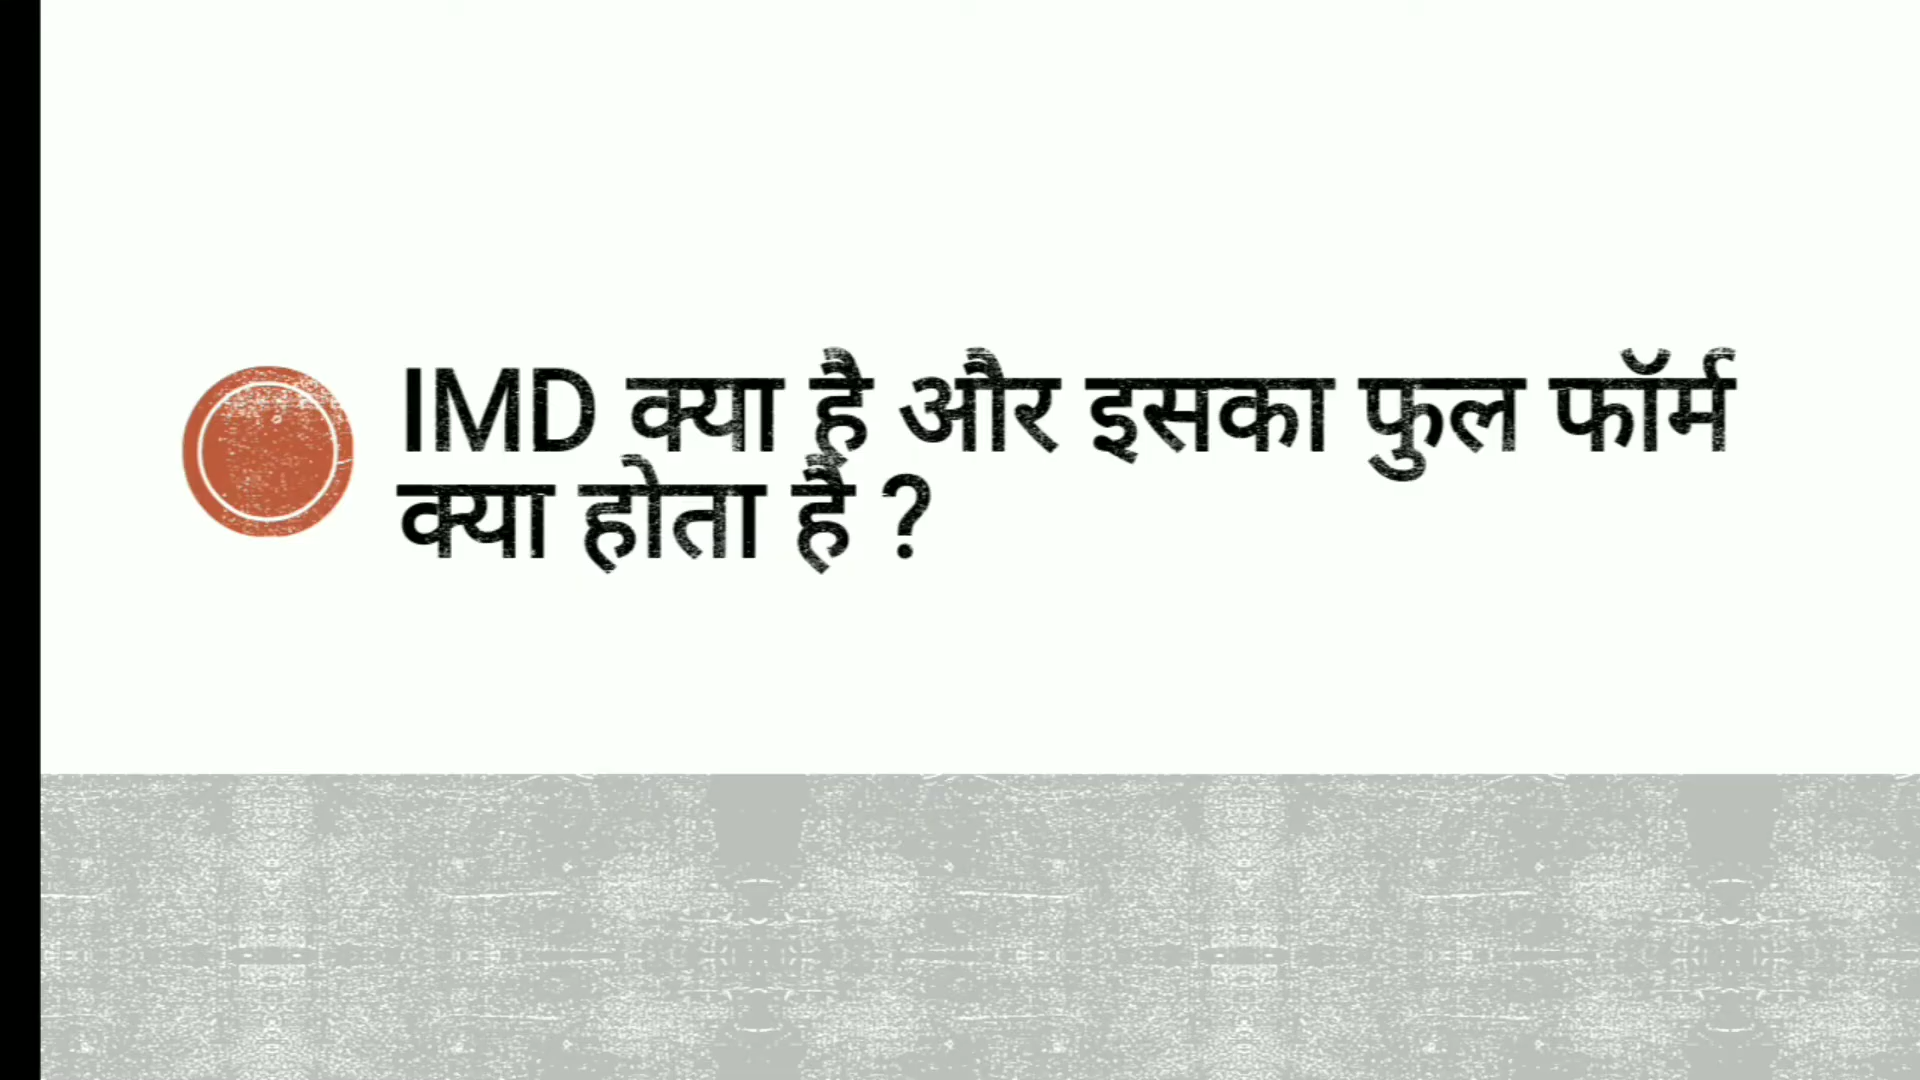 IMD क्या है और इसका फुल फॉर्म
क्या होता है ?